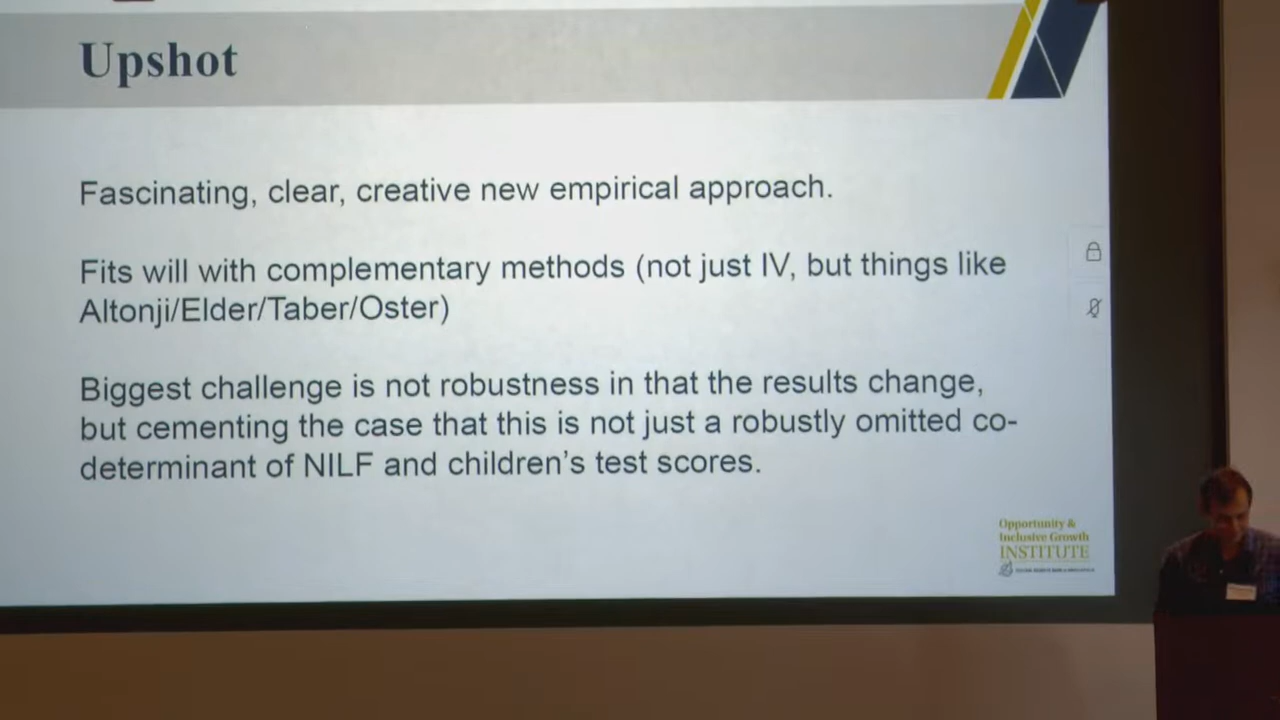 Upshot
Fascinating, clear, creative new empirical approach.
Fits will with complementary methods (not just IV, but things like
Altonji/Elder/Taber/Oster)
Biggest challenge is not robustness in that the results change,
but cementing the case that this is not just a robustly omitted co-
determinant of NILF and children's test scores.
Opportunity &
Inclusive Growth
INSTITUTE